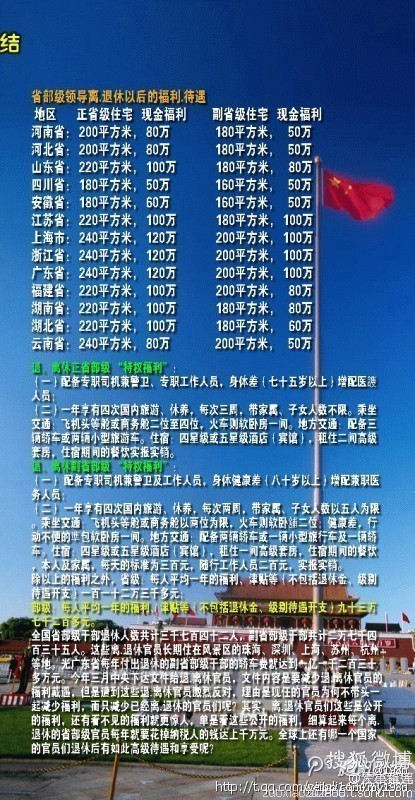 结
省部级领导离.退休以后的福利.待遇
地区 正省级住宅 现金福利 副省级住宅 现金福利
河南省: 200平方米, 80万 180平方米, 50万
河北省: 200平方米, 80万 180平方米, 50万
山东省: 220平方米, 100万 180平方米, 80万
四川省: 180平方米, 50万 160平方米, 50万
安徽省: 180平方米, 60万 160平方米, 50万
江苏省: 220平方米, 100万 180平方米, 100万
上海市: 240平方米, 120万 200平方米, 100万
浙江省: 240平方米, 120万 200平方米, 100万
广东省: 240平方米, 120万 200平方米, 100万
福建省: 220平方米, 100万 180平方米, 80万
湖南省: 220平方米, 100万 180平方米, 80万
湖北省: 220平方米, 100万 180平方米, 60万
云南省: 240平方米, 80万 200平方米, 50万
退、离休正省部级 “特权福利”:
(一)配备专职司机兼警卫、专职工作人员,身体差(七十五岁以上)增配医护
人员:
(二)一年享有四次国内旅游、休养,每次三周,带家属、子女人数不限。乘坐
交通:飞机头等舱或商务舱二位至四位,火车则软卧房一间。地方交通:配备三
辆轿车或两辆小型旅游车。住宿:四星级或五星级酒店(宾馆),租住二间高级
套房,住宿期间的餐饮实报实销。
退、离休副省部级 “特权福利”:
(一)配备专职司机兼警卫及工作人员,身体健康差(八十岁以上)增配兼职医
务人员:
(二)一年享有四次国内旅游、休养,每次两周,带家属、子女人数以五人为限
。乘坐交通:飞机头等舱或商务舱以两位为限,火车则软卧铺二位:健康差,行
动不便的准包软卧房一间。地方交通:配备两辆轿车或一辆小型旅行车及一辆轿
车,住宿:四星级或五星级酒店(宾馆),租住一间高级套房,住宿期间的餐饮
,本人及家属,每天的标准为三百元,随行工作人员二百元,实报实销。
除以上的福利之外,省级、每人平均一年的福利,津贴等(不包括退休金、级别
待遇开支)一百一十二万三千多元。
部级、每人平均一年的福利,津贴等(不包括退休金、级别待遇开支)九十三万
七千三百多元。
全国省部级干部退休人数共计三千七百四十二人,副省部级干部共计二万七千四
百三十五人。这些离.退休官员长期住在风景区的珠海、深圳、上海、苏州、杭州
等地。光广东省每年付出退休的副省部级干部的轿车费就达到一亿一千二百三十
多万元。今年三月中央下达文件给退.离休官员,文件内容是要减少退.离休官员的
福利威遇,但是遭到这些退.离休官员激烈反对,理由是现任的官员为何不带头一
起减少福利,而只减少已经离.退休的官员们呢?其实,离.退休官员们这些是公开
的福利,还有看不见的福利就更惊人,单是看这些公开的福利,细算起来每个离.
退休的省部级官员每年就要花掉纳役人的钱达上千万元。全球上还有哪一个国家
的官员们退休后有如此高级待遇和享受呢?
搜狐微博